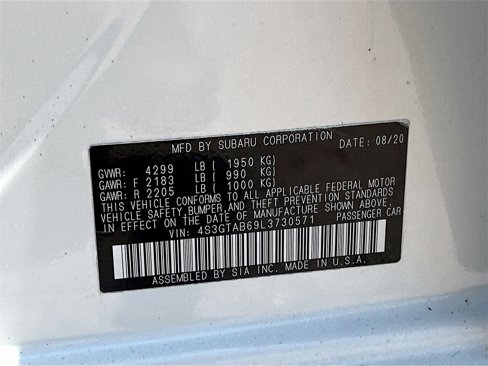 MFD BY SUBARU CORPORATION DATE: 08/20
GVWR: 4299 LB ( 1950 KG)
GAWR: F 2183 LB ( 990 KG)
GAWR: R 2205 LB ( 1000 KG)
THIS VEHICLE CONFORMS TO ALL APPLICABLE FEDERAL MOTOR
VEHICLE SAFETY, BUMPER AND THEFT PREVENTION STANDARDS
IN EFFECT ON THE DATE OF MANUFACTURE SHOWN ABOVE.
VIN: 4S3GTAB69L3730571 PASSENGER CAR
ASSEMBLED BY SIA INC. MADE IN U.S.A.